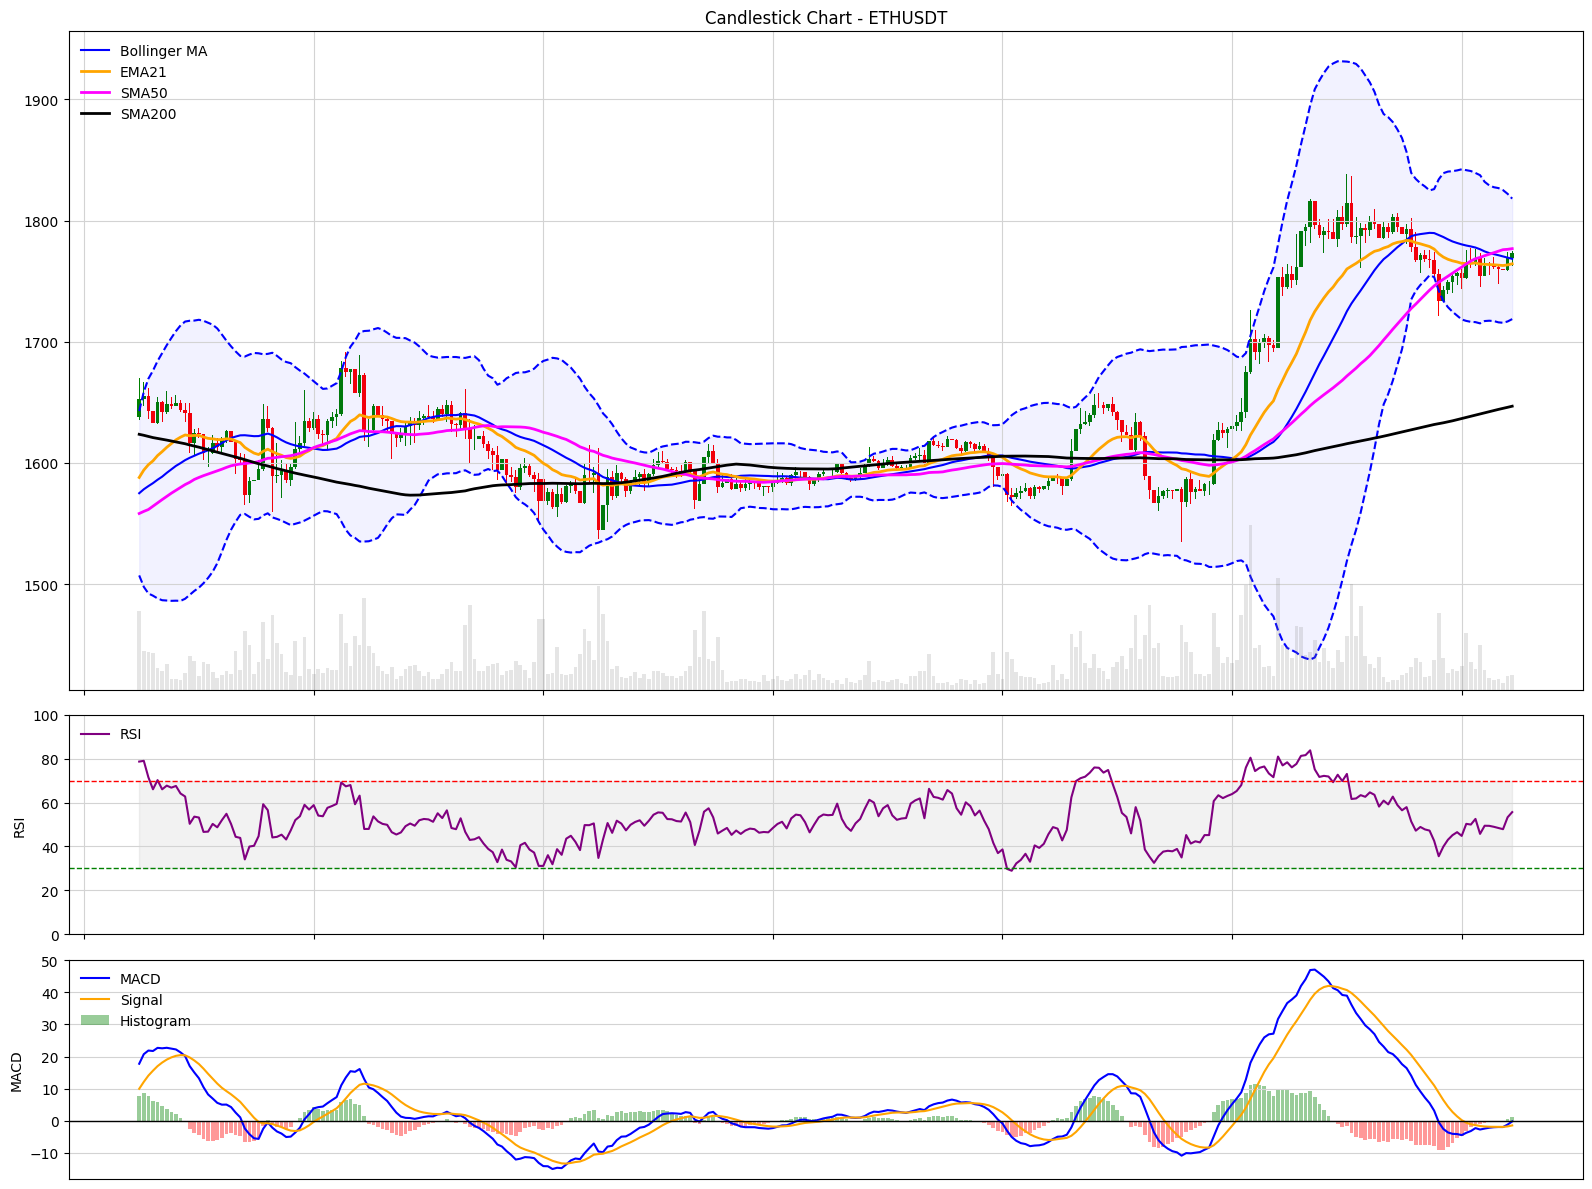 Candlestick Chart - ETHUSDT
Bollinger MA
EMA21
SMA50
SMA200
1900
1800
1700
1600
1500
RSI
100
80
60
40
20
0
RSI
MACD
Signal
Histogram
50
40
30
20
10
0
−10
MACD